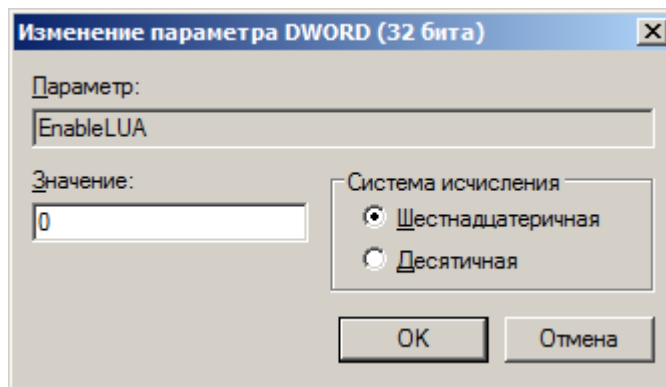 Изменение параметра DWORD (32 бита)
Параметр:
EnableLUA
Значение:
0
Система исчисления
Шестнадцатеричная
Десятичная
OK
Отмена